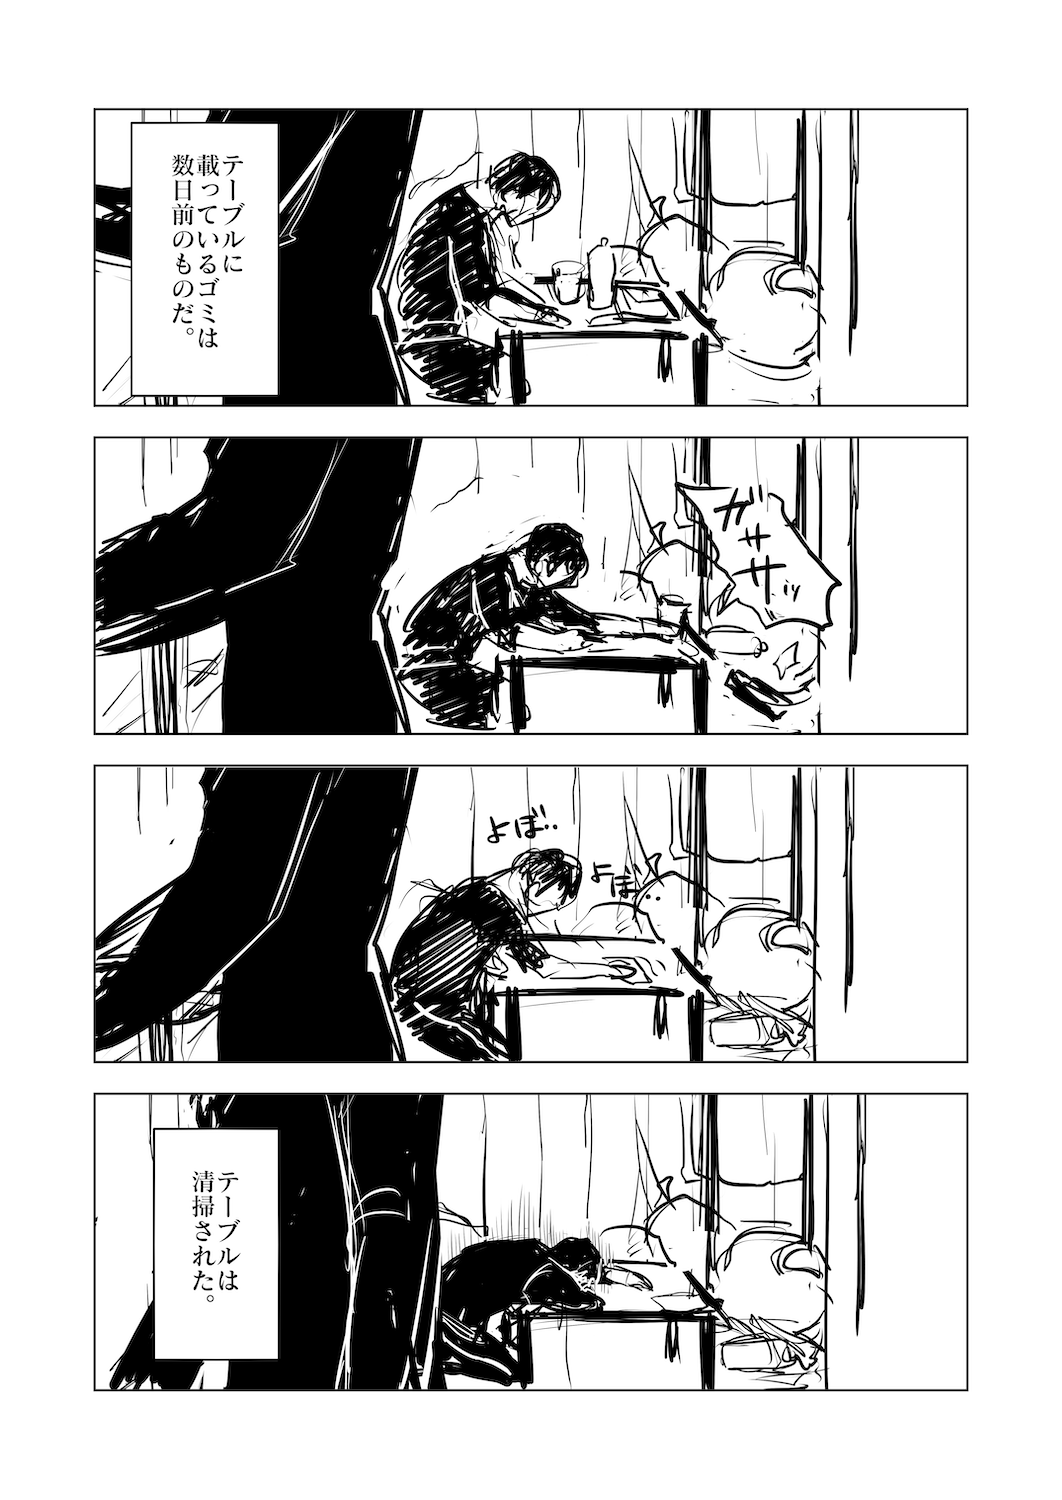 テーブルに
載っているゴミは
数日前のものだ。
ガササッ
よぼ‥
よぼ‥
テーブルは
清掃された。